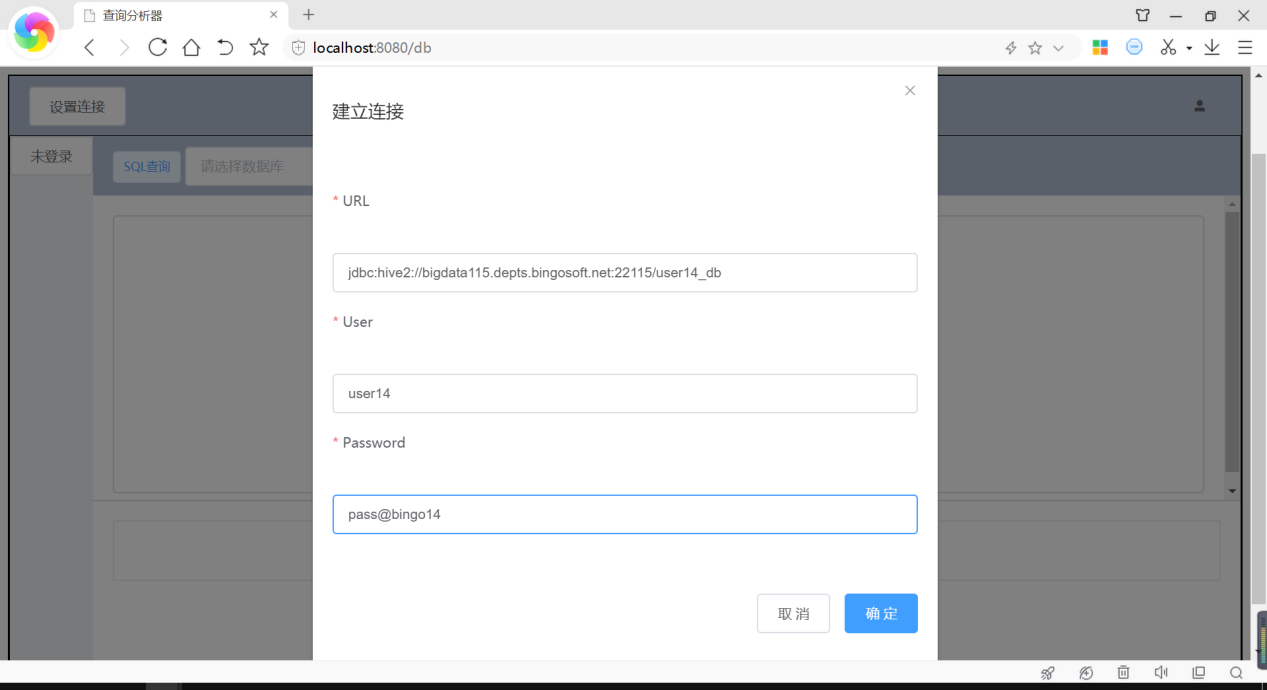 查询分析器
localhost:8080/db
设置连接
未登录
SQL查询
请选择数据库
建立连接
* URL
jdbc:hive2://bigdata115.depts.bingosoft.net:22115/user14_db
* User
user14
* Password
pass@bingo14
取 消
确 定